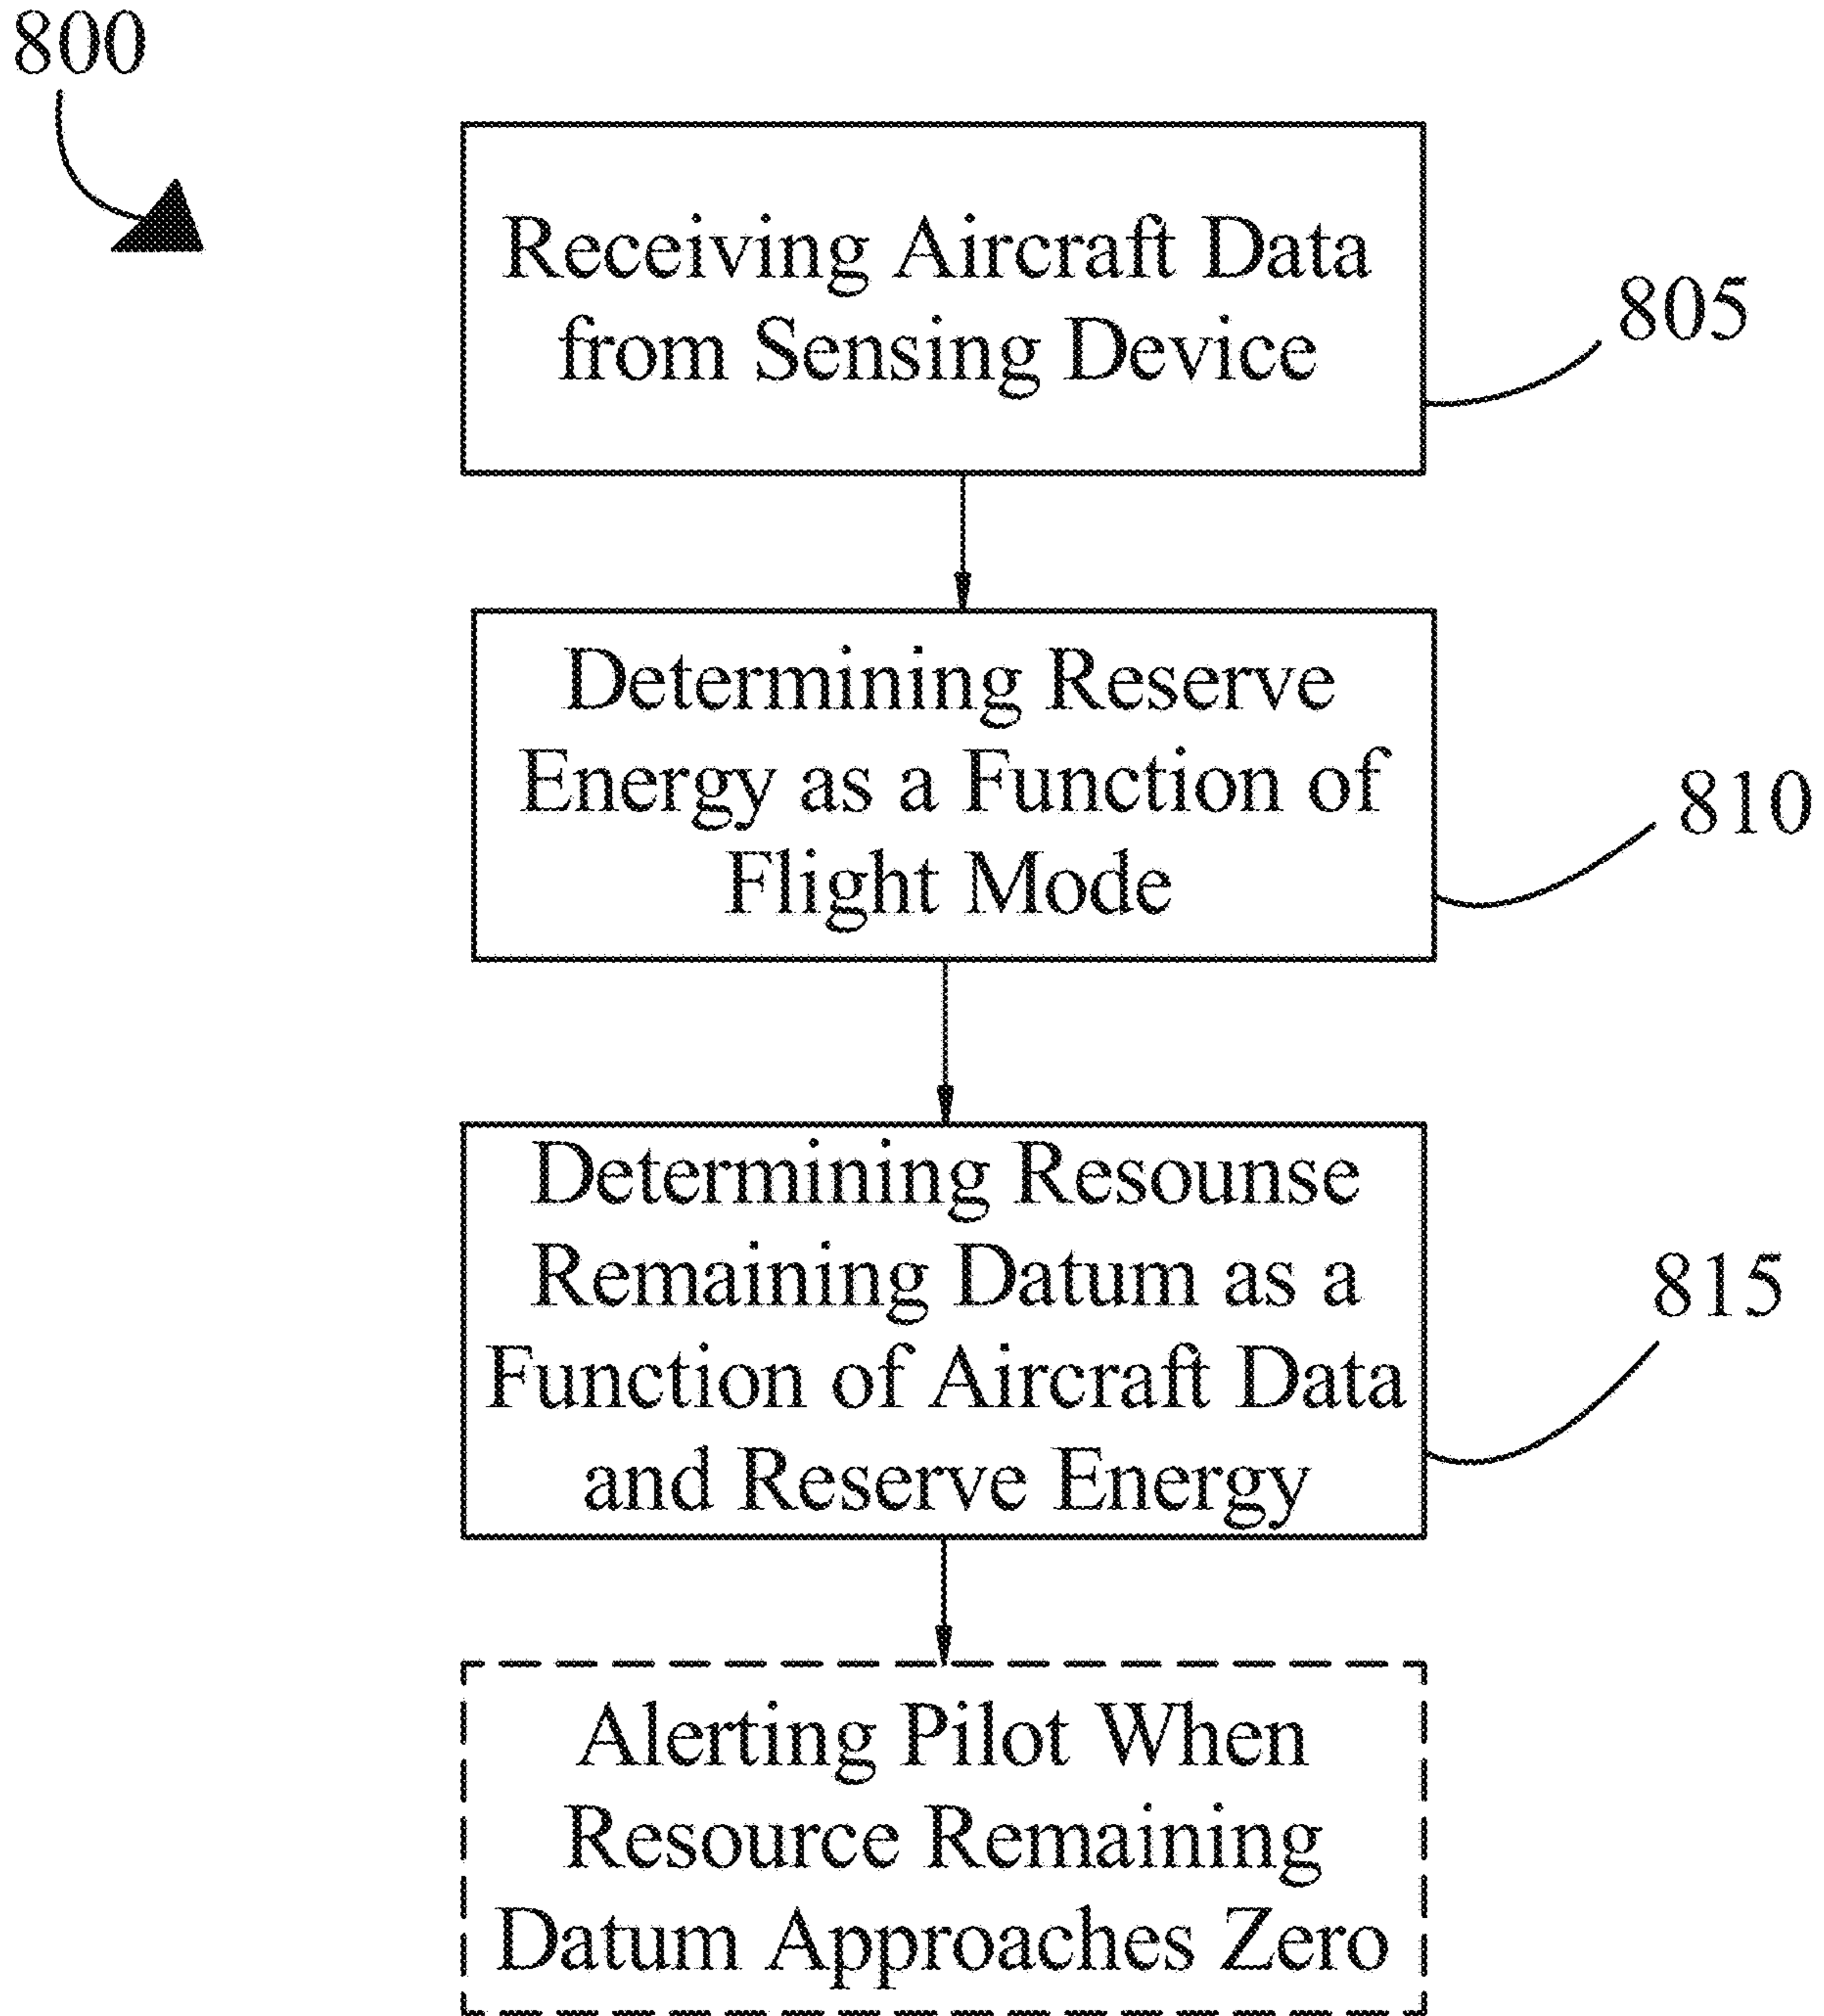 800
Receiving Aircraft Data
from Sensing Device
805
Determining Reserve
Energy as a Function of
Flight Mode
810
Determining Resounse
Remaining Datum as a
Function of Aircraft Data
and Reserve Energy
815
Alerting Pilot When
Resource Remaining
Datum Approaches Zero